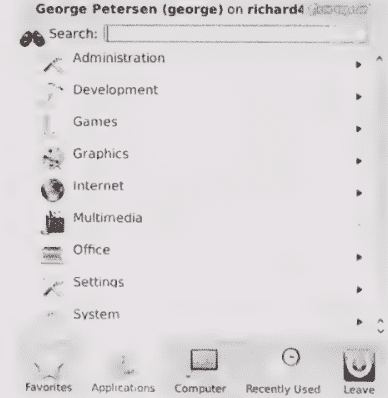 George Petersen (george) on richard4
Search:
Administration
Development
Games
Graphics
Internet
Multimedia
Office
Settings
System
Favorites Applications Computer Recently Used Leave